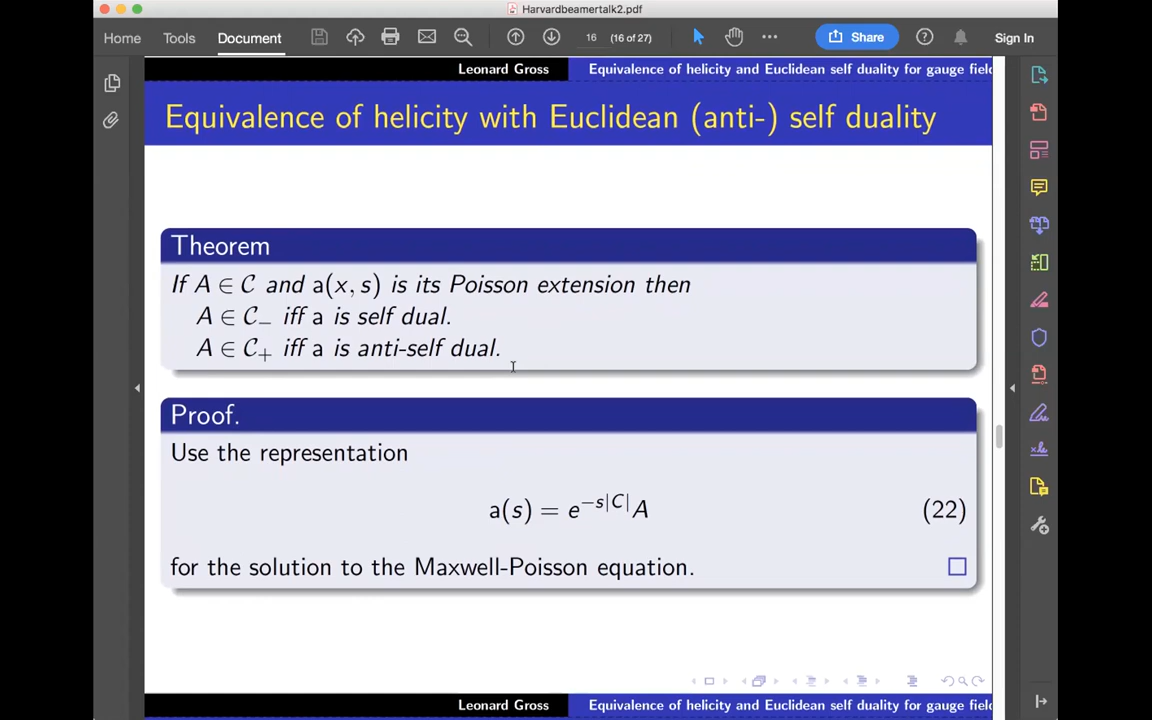 Harvardbeamertalk2.pdf
Home Tools Document 16 (16 of 27) Share Sign In
Leonard Gross Equivalence of helicity and Euclidean self duality for gauge field
Equivalence of helicity with Euclidean (anti-) self duality
Theorem
If A ∈ 𝒞 and a(x, s) is its Poisson extension then
A ∈ 𝒞₋ iff a is self dual.
A ∈ 𝒞₊ iff a is anti-self dual.
Proof.
Use the representation
a(s) = e^{−s|C|}A (22)
for the solution to the Maxwell-Poisson equation.
Leonard Gross Equivalence of helicity and Euclidean self duality for gauge field